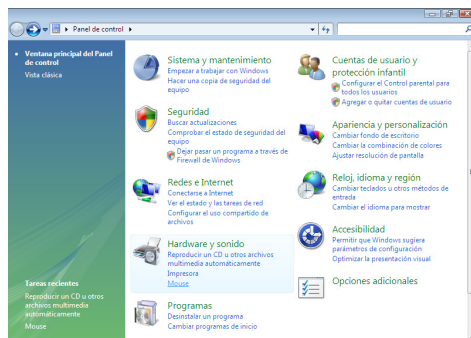 Panel de control
Ventana principal del Panel
de control
Vista clásica
Sistema y mantenimiento
Empezar a trabajar con Windows
Hacer una copia de seguridad del
equipo
Seguridad
Buscar actualizaciones
Comprobar el estado de seguridad del
equipo
Dejar pasar un programa a través de
Firewall de Windows
Redes e Internet
Conectarse a Internet
Ver el estado y las tareas de red
Configurar el uso compartido de
archivos
Hardware y sonido
Reproducir un CD u otros archivos
multimedia automáticamente
Impresora
Mouse
Programas
Desinstalar un programa
Cambiar programas de inicio
Cuentas de usuario y
protección infantil
Configurar el Control parental para
todos los usuarios
Agregar o quitar cuentas de usuario
Apariencia y personalización
Cambiar fondo de escritorio
Cambiar la combinación de colores
Ajustar resolución de pantalla
Reloj, idioma y región
Cambiar teclados u otros métodos de
entrada
Cambiar el idioma para mostrar
Accesibilidad
Permitir que Windows sugiera
parámetros de configuración
Optimizar la presentación visual
Opciones adicionales
Tareas recientes
Reproducir un CD u otros
archivos multimedia
automáticamente
Mouse